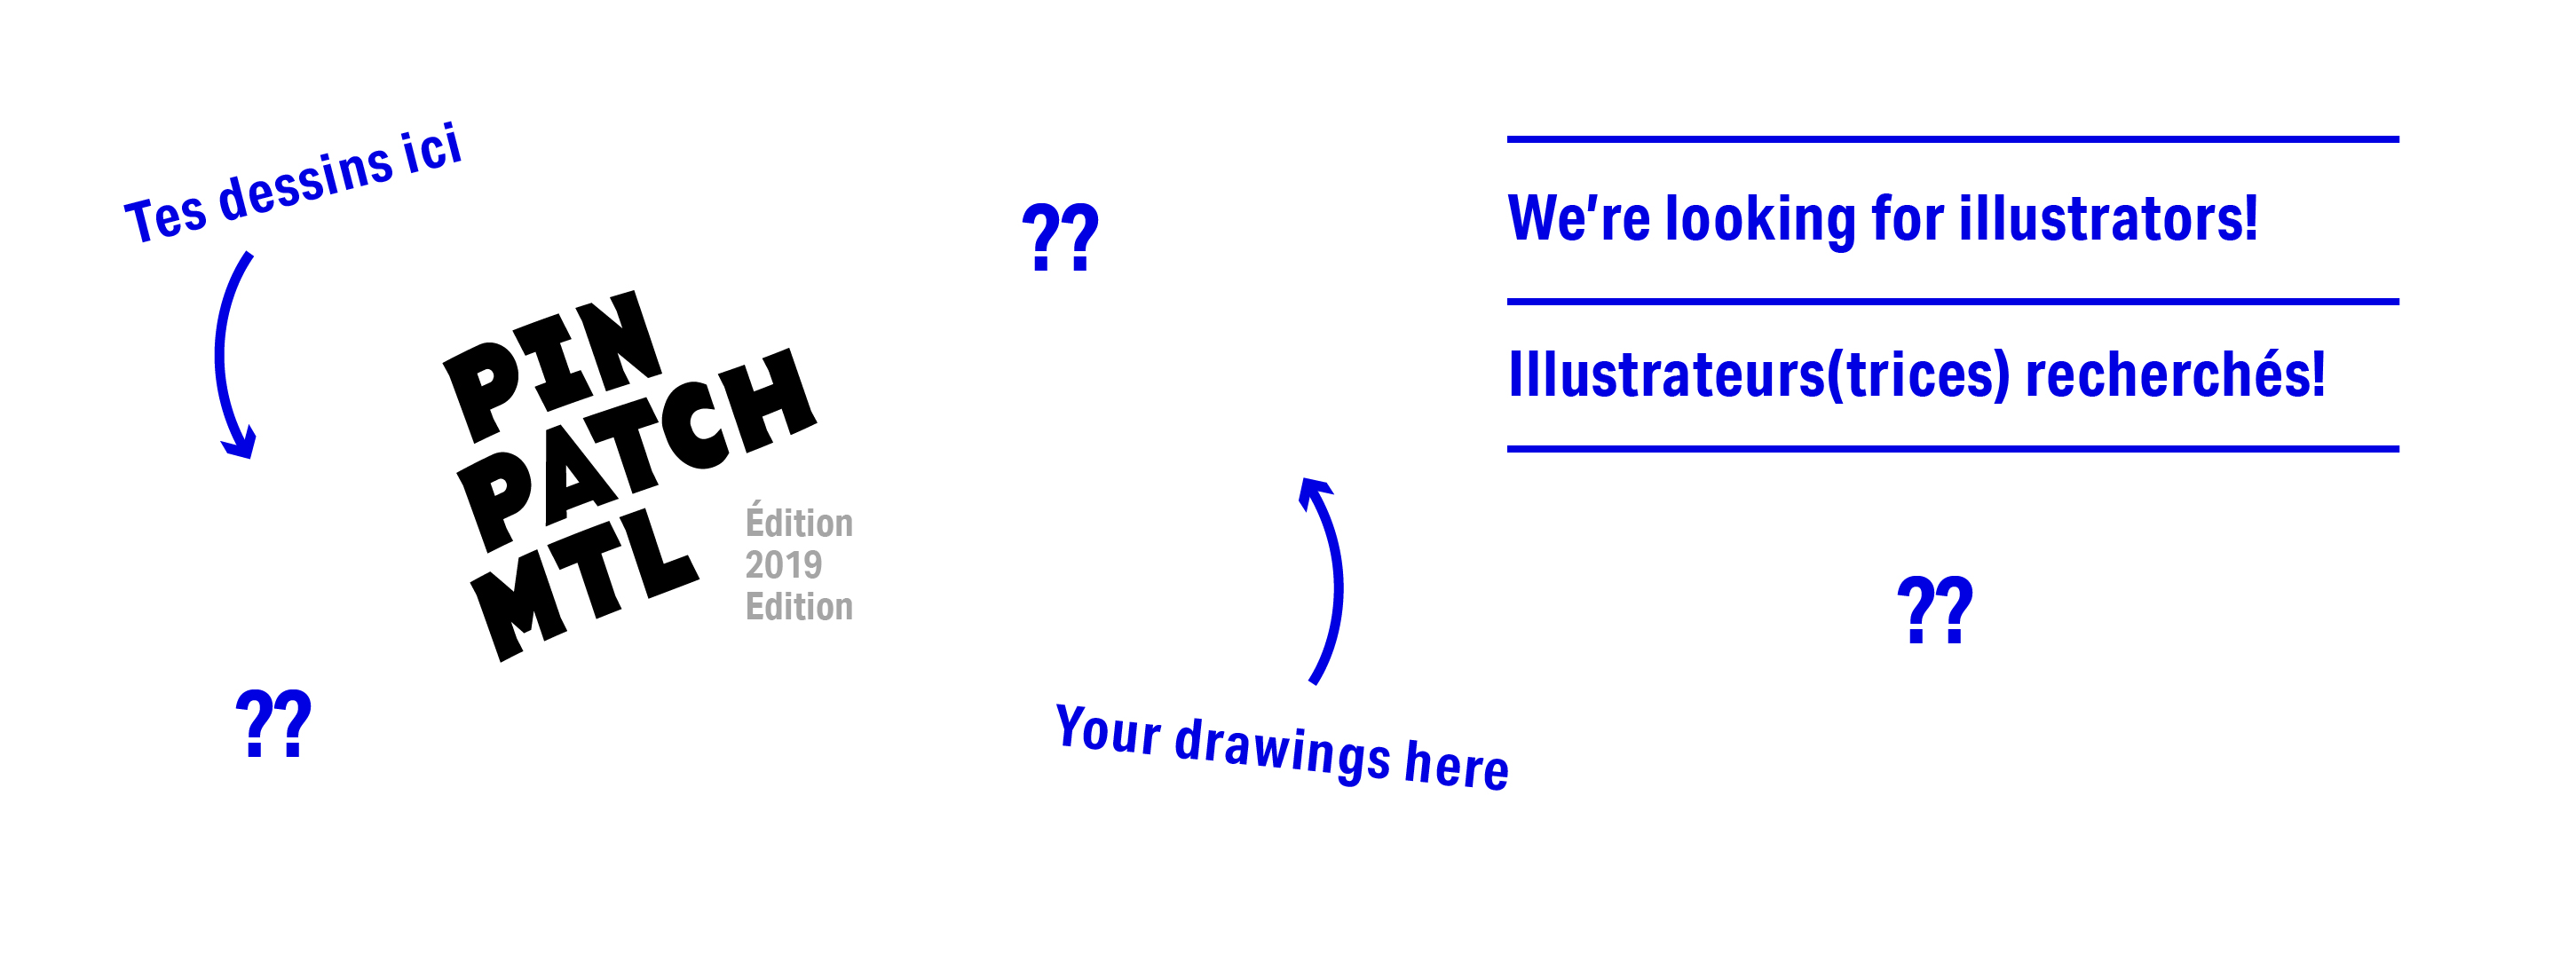 Tes dessins ici
PIN
PATCH
MTL
Édition
2019
Edition
??
??
Your drawings here
We're looking for illustrators!
Illustrateurs(trices) recherchés!
??